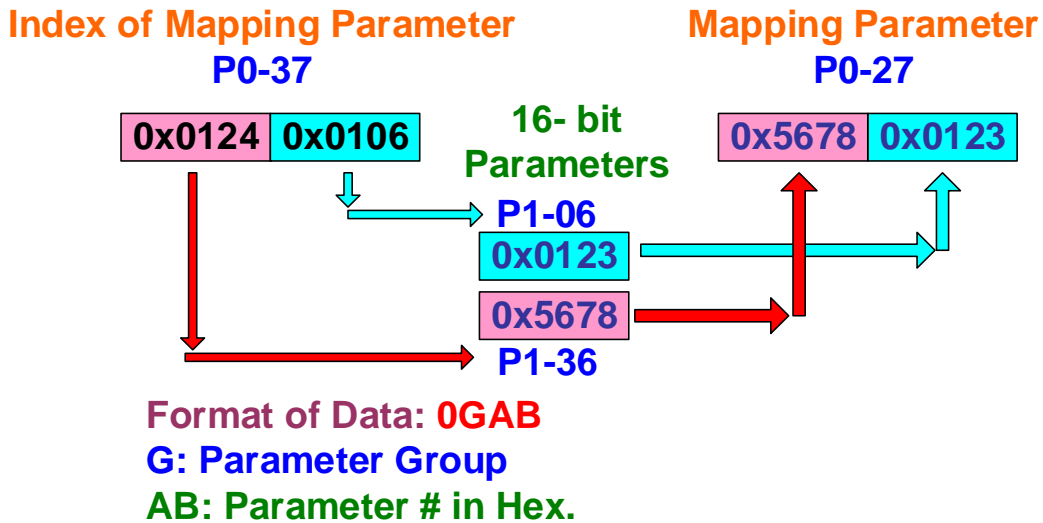 Index of Mapping Parameter
P0-37
Mapping Parameter
P0-27
0x0124 0x0106
16- bit
Parameters
0x5678 0x0123
P1-06
0x0123
0x5678
P1-36
Format of Data: 0GAB
G: Parameter Group
AB: Parameter # in Hex.